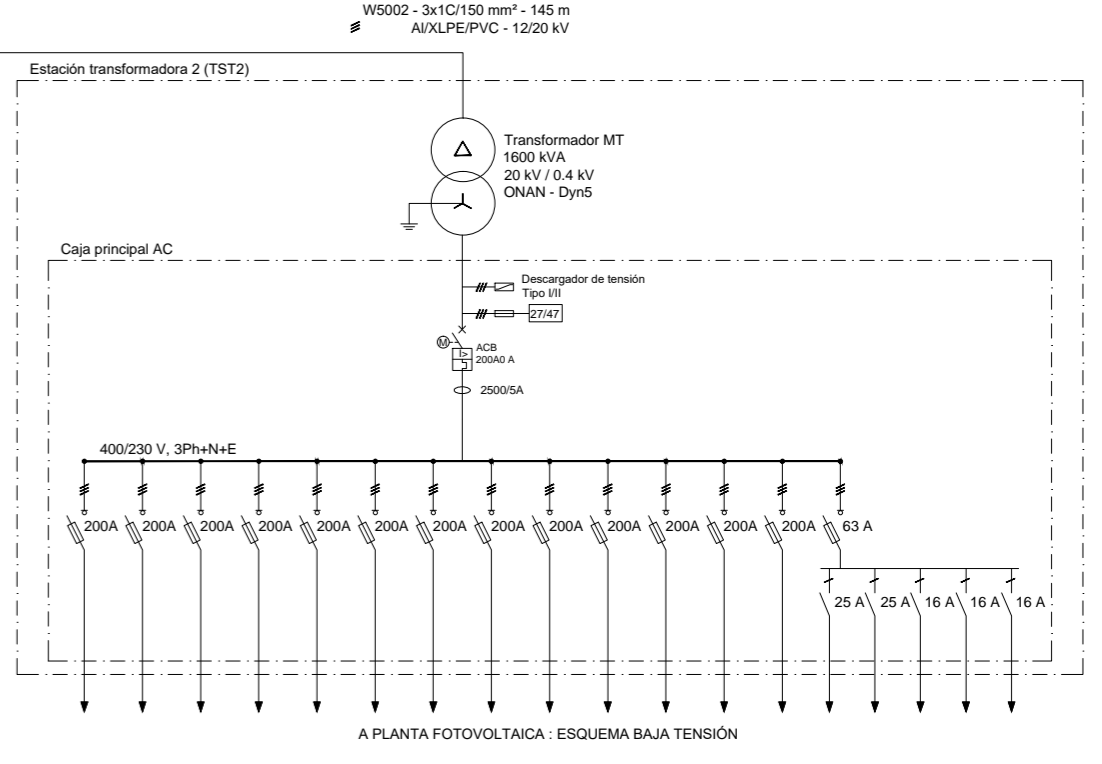 W5002 - 3x1C/150 mm² - 145 m
Al/XLPE/PVC - 12/20 kV
Estación transformadora 2 (TST2)
Transformador MT
1600 kVA
20 kV / 0.4 kV
ONAN - Dyn5
Caja principal AC
Descargador de tensión
Tipo I/II
27/47
M
I>
ACB
200A0 A
2500/5A
400/230 V, 3Ph+N+E
200A 200A 200A 200A 200A 200A 200A 200A 200A 200A 200A 200A 200A 63 A
25 A 25 A 16 A 16 A 16 A
A PLANTA FOTOVOLTAICA : ESQUEMA BAJA TENSIÓN